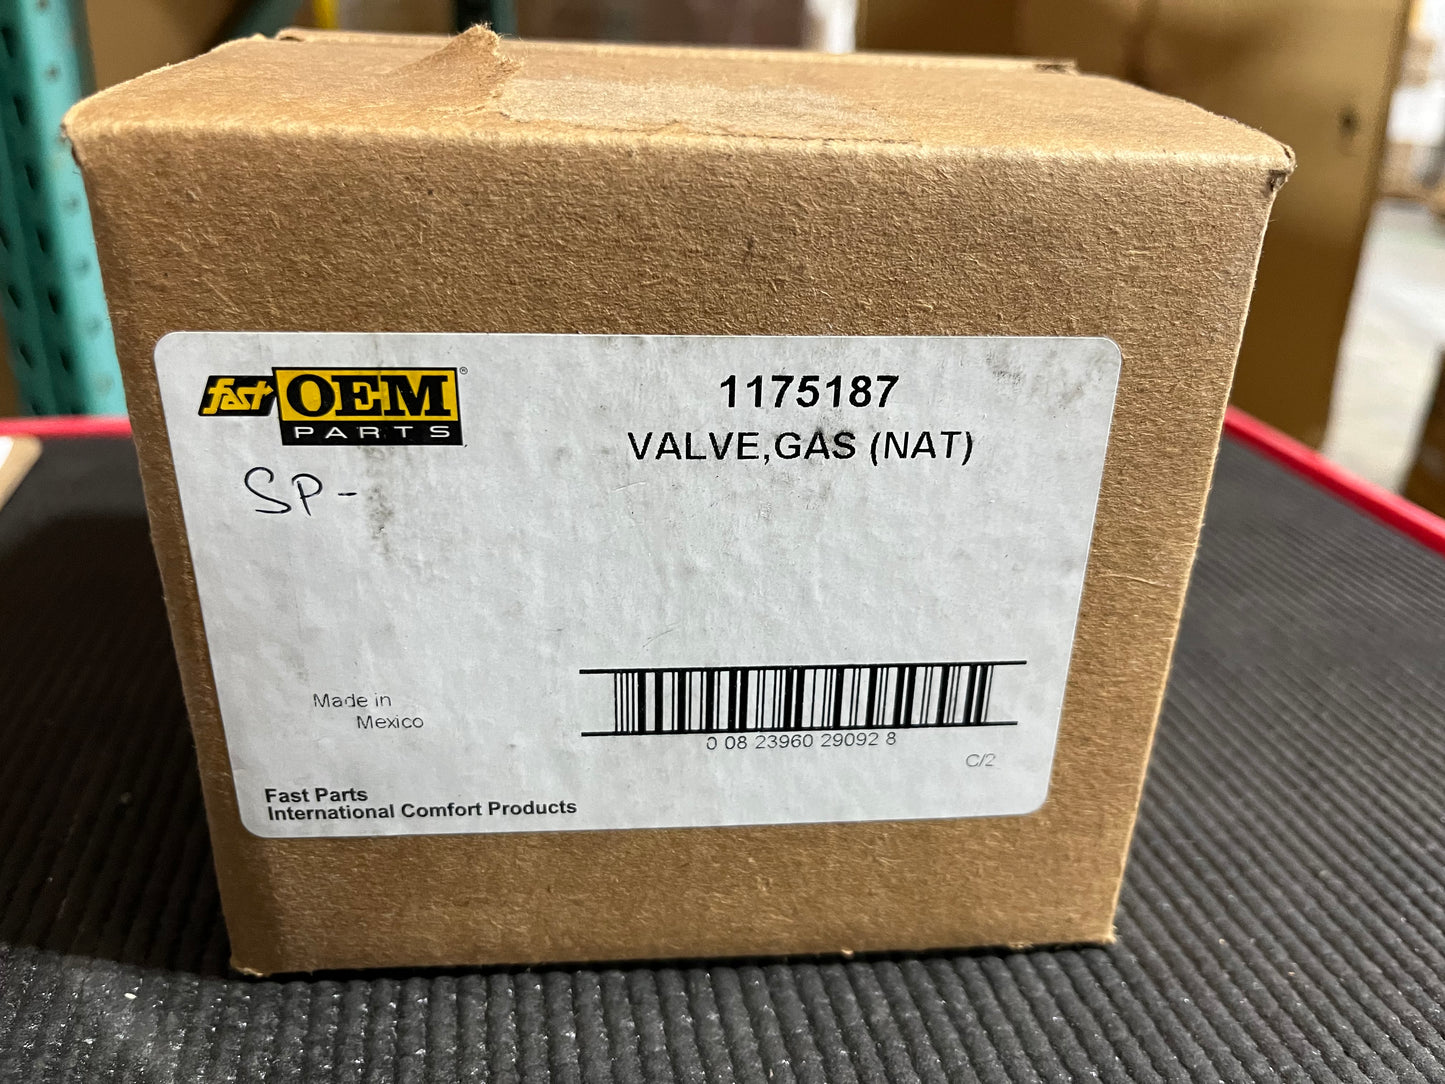 fast OEM®
PARTS
SP-
1175187
VALVE,GAS (NAT)
Made in
Mexico
0 08 23960 29092 8
C/2
Fast Parts
International Comfort Products